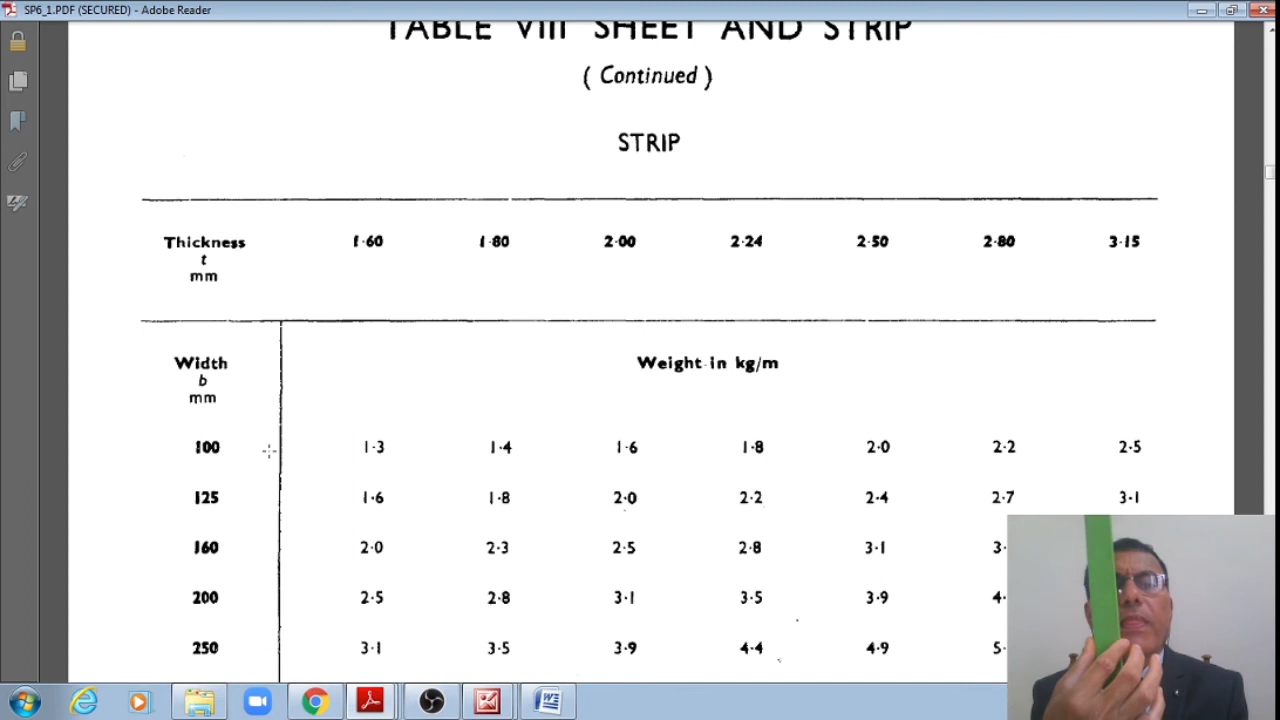 SP6_1.PDF (SECURED) - Adobe Reader
TABLE VIII SHEET AND STRIP
( Continued )
STRIP
Thickness 1·60 1·80 2·00 2·24 2·50 2·80 3·15
t
mm
Width Weight in kg/m
b
mm
100 1·3 1·4 1·6 1·8 2·0 2·2 2·5
125 1·6 1·8 2·0 2·2 2·4 2·7 3·1
160 2·0 2·3 2·5 2·8 3·1 3·
200 2·5 2·8 3·1 3·5 3·9 4·
250 3·1 3·5 3·9 4·4 4·9 5·